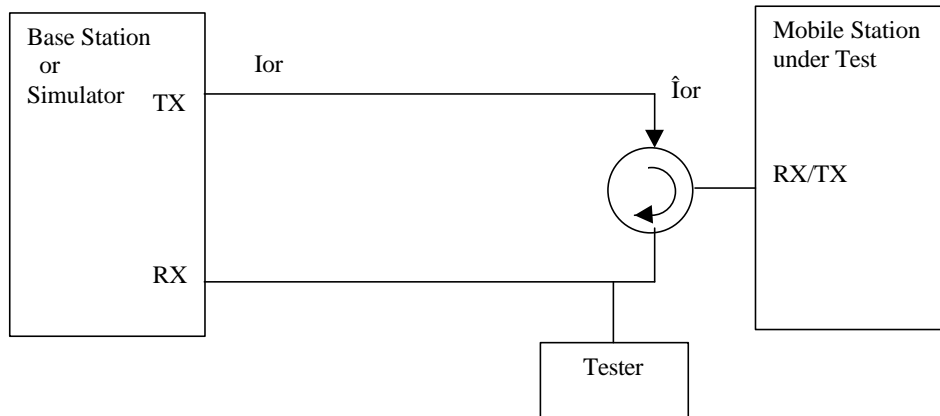 Base Station
or
Simulator
TX
RX
Ior
Îor
Mobile Station
under Test
RX/TX
Tester